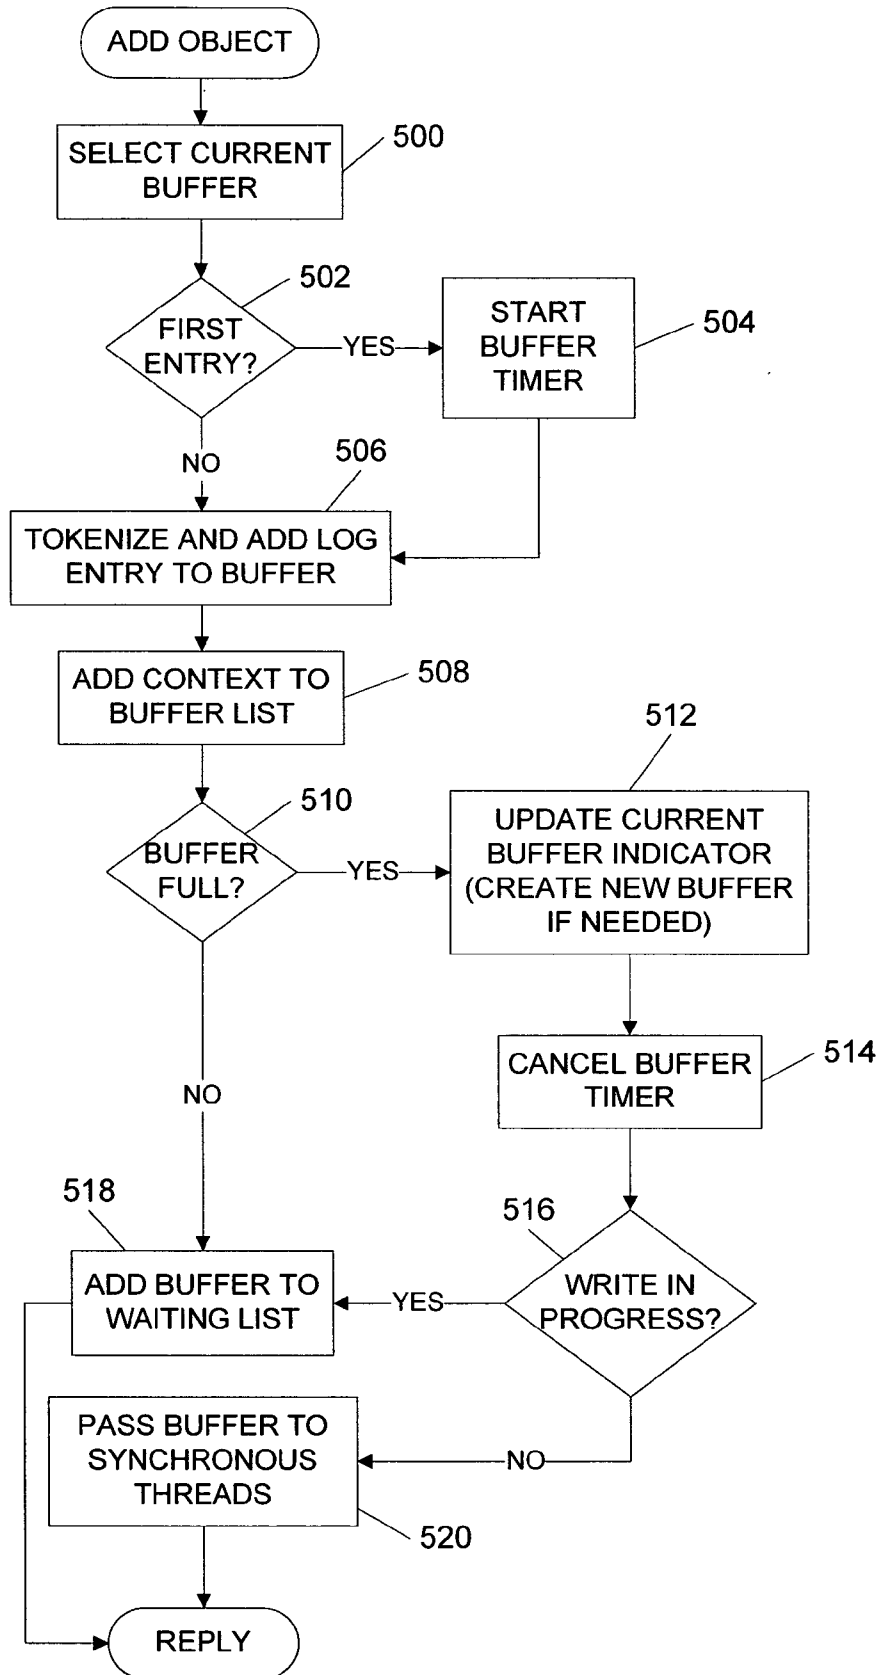 ADD OBJECT
500
SELECT CURRENT
BUFFER
502
FIRST
ENTRY?
YES
START
BUFFER
TIMER
504
NO
506
TOKENIZE AND ADD LOG
ENTRY TO BUFFER
ADD CONTEXT TO
BUFFER LIST
508
510
BUFFER
FULL?
YES
512
UPDATE CURRENT
BUFFER INDICATOR
(CREATE NEW BUFFER
IF NEEDED)
CANCEL BUFFER
TIMER
514
NO
518
ADD BUFFER TO
WAITING LIST
YES
516
WRITE IN
PROGRESS?
PASS BUFFER TO
SYNCHRONOUS
THREADS
NO
520
REPLY